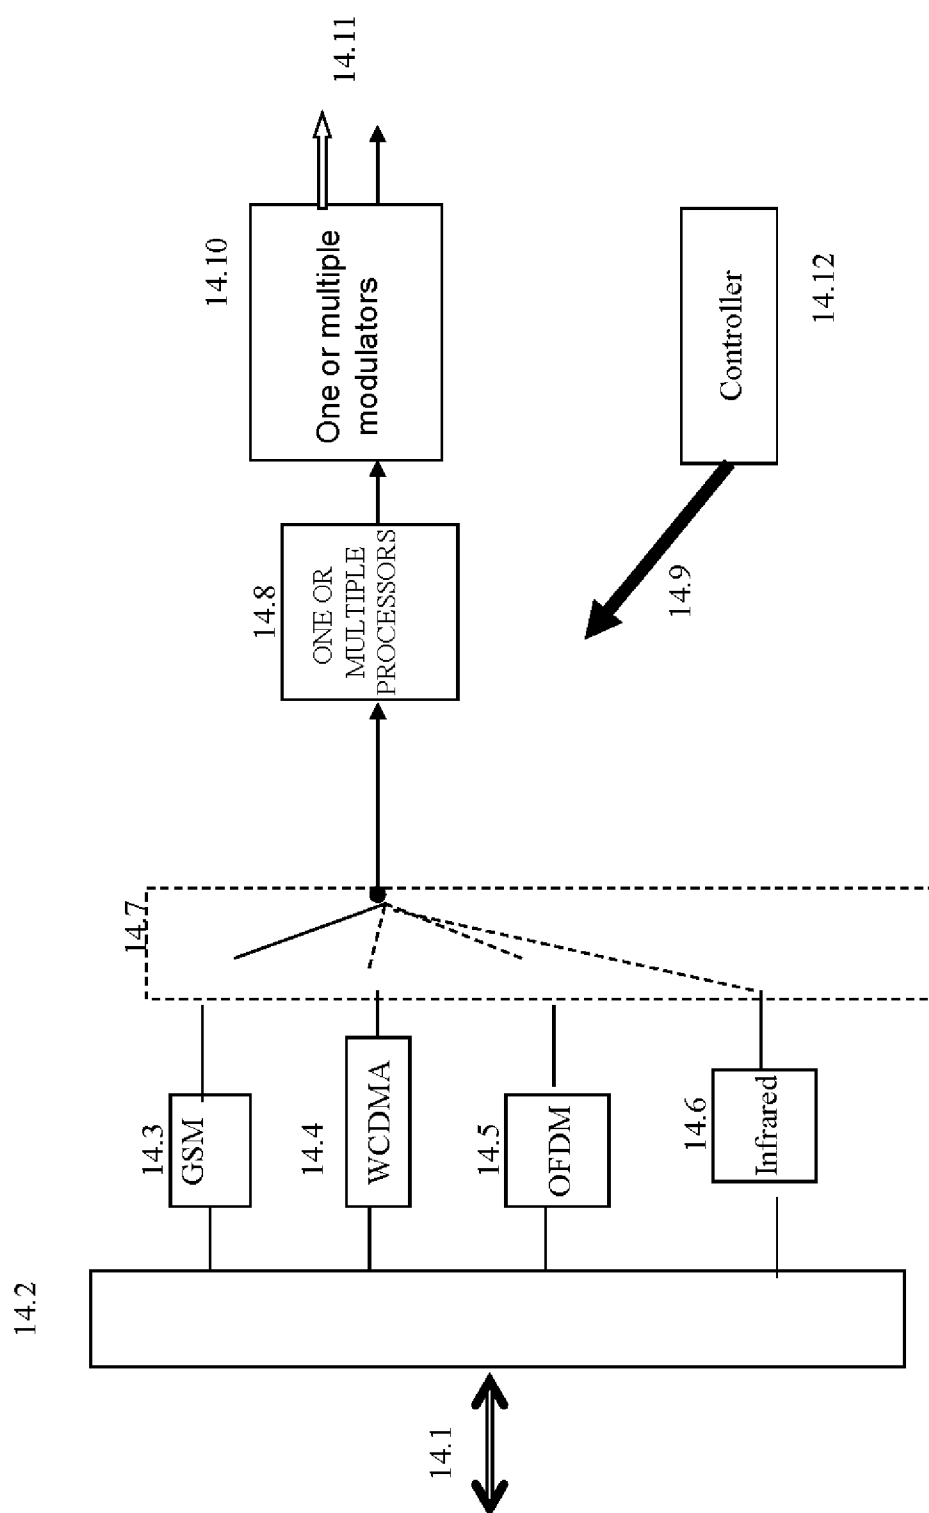 14.1
14.2
14.3
GSM
14.4
WCDMA
14.5
OFDM
14.6
Infrared
14.7
14.8
ONE OR
MULTIPLE
PROCESSORS
14.9
14.10
One or multiple
modulators
14.11
Controller
14.12